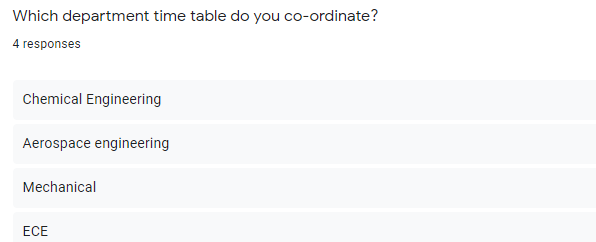 Which department time table do you co-ordinate?
4 responses
Chemical Engineering
Aerospace engineering
Mechanical
ECE